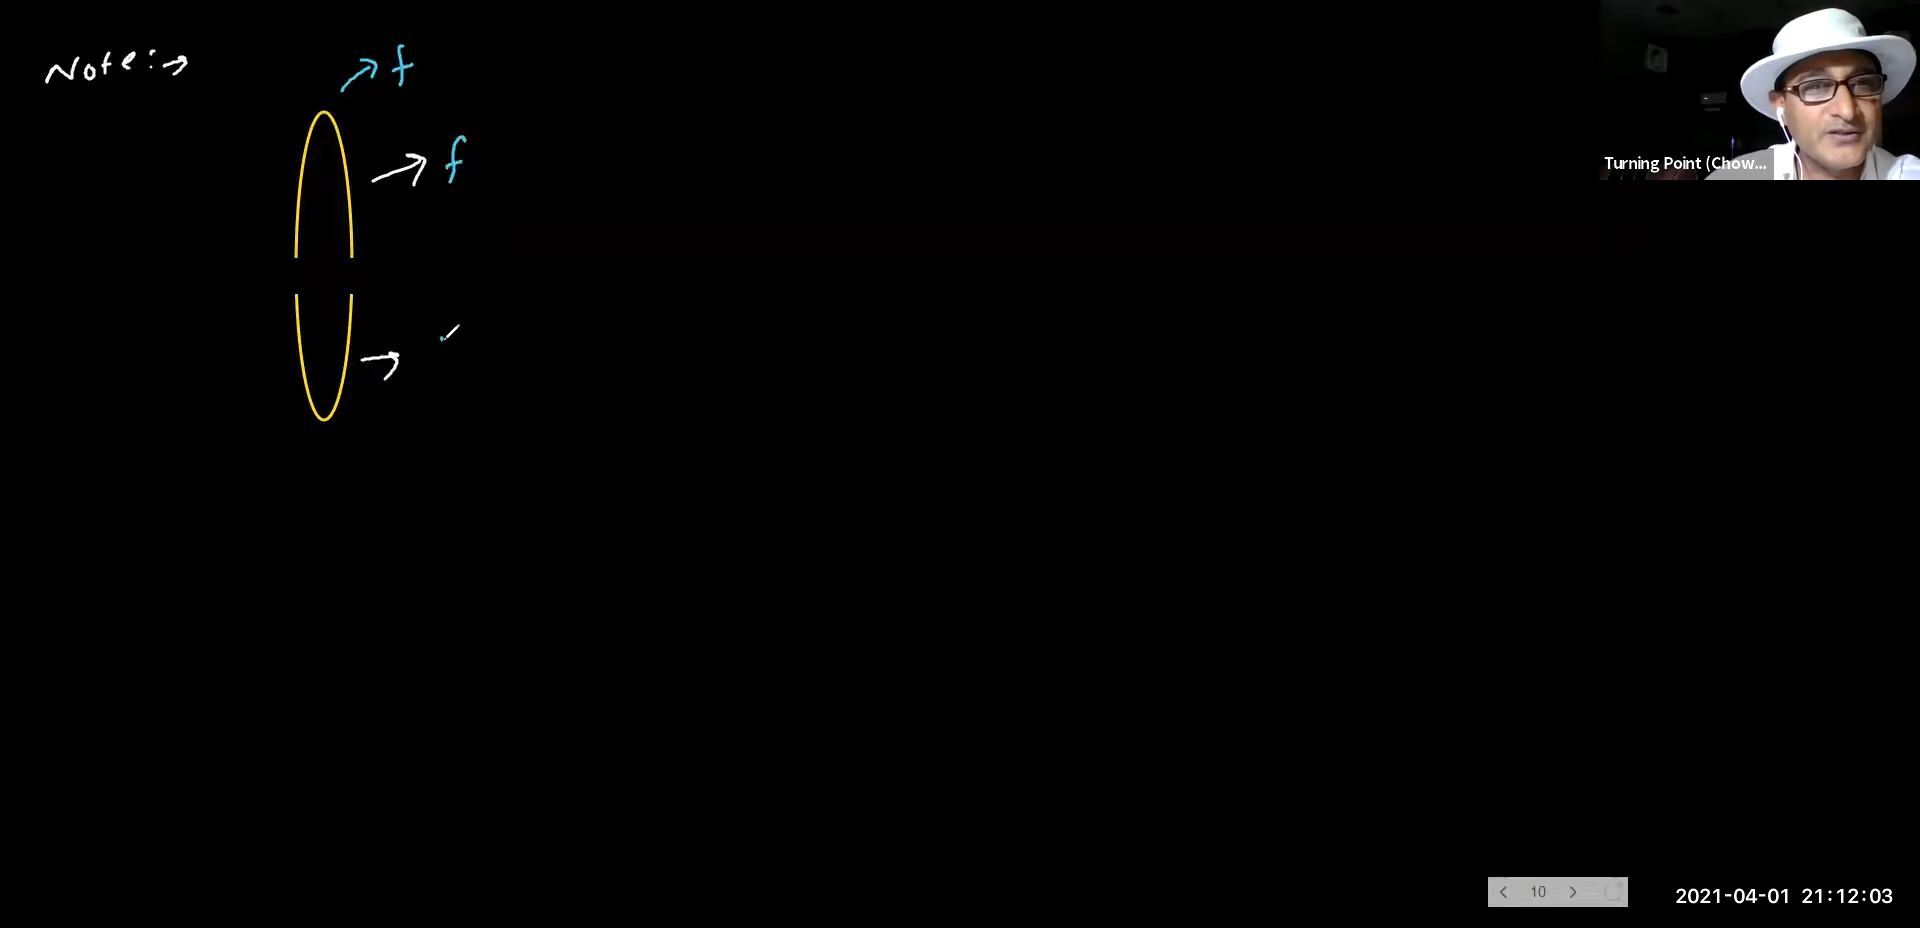 Note:→
→ f
→ f
→
Turning Point (Chow...
< 10 >
2021-04-01 21:12:03